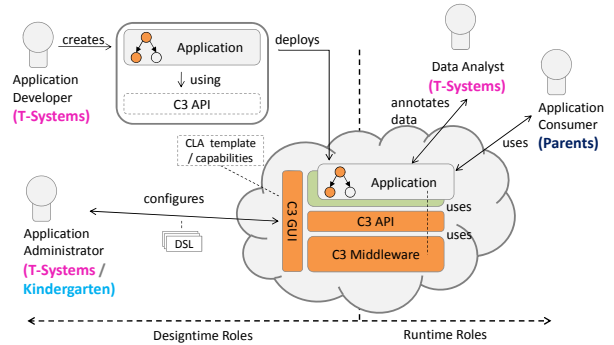 creates
Application
deploys
using
C3 API
Application
Developer
(T-Systems)
Data Analyst
(T-Systems)
annotates
data
Application
Consumer
(Parents)
uses
CLA template
/ capabilities
Application
uses
C3 GUI
C3 API
uses
C3 Middleware
configures
DSL
Application
Administrator
(T-Systems /
Kindergarten)
Designtime Roles
Runtime Roles